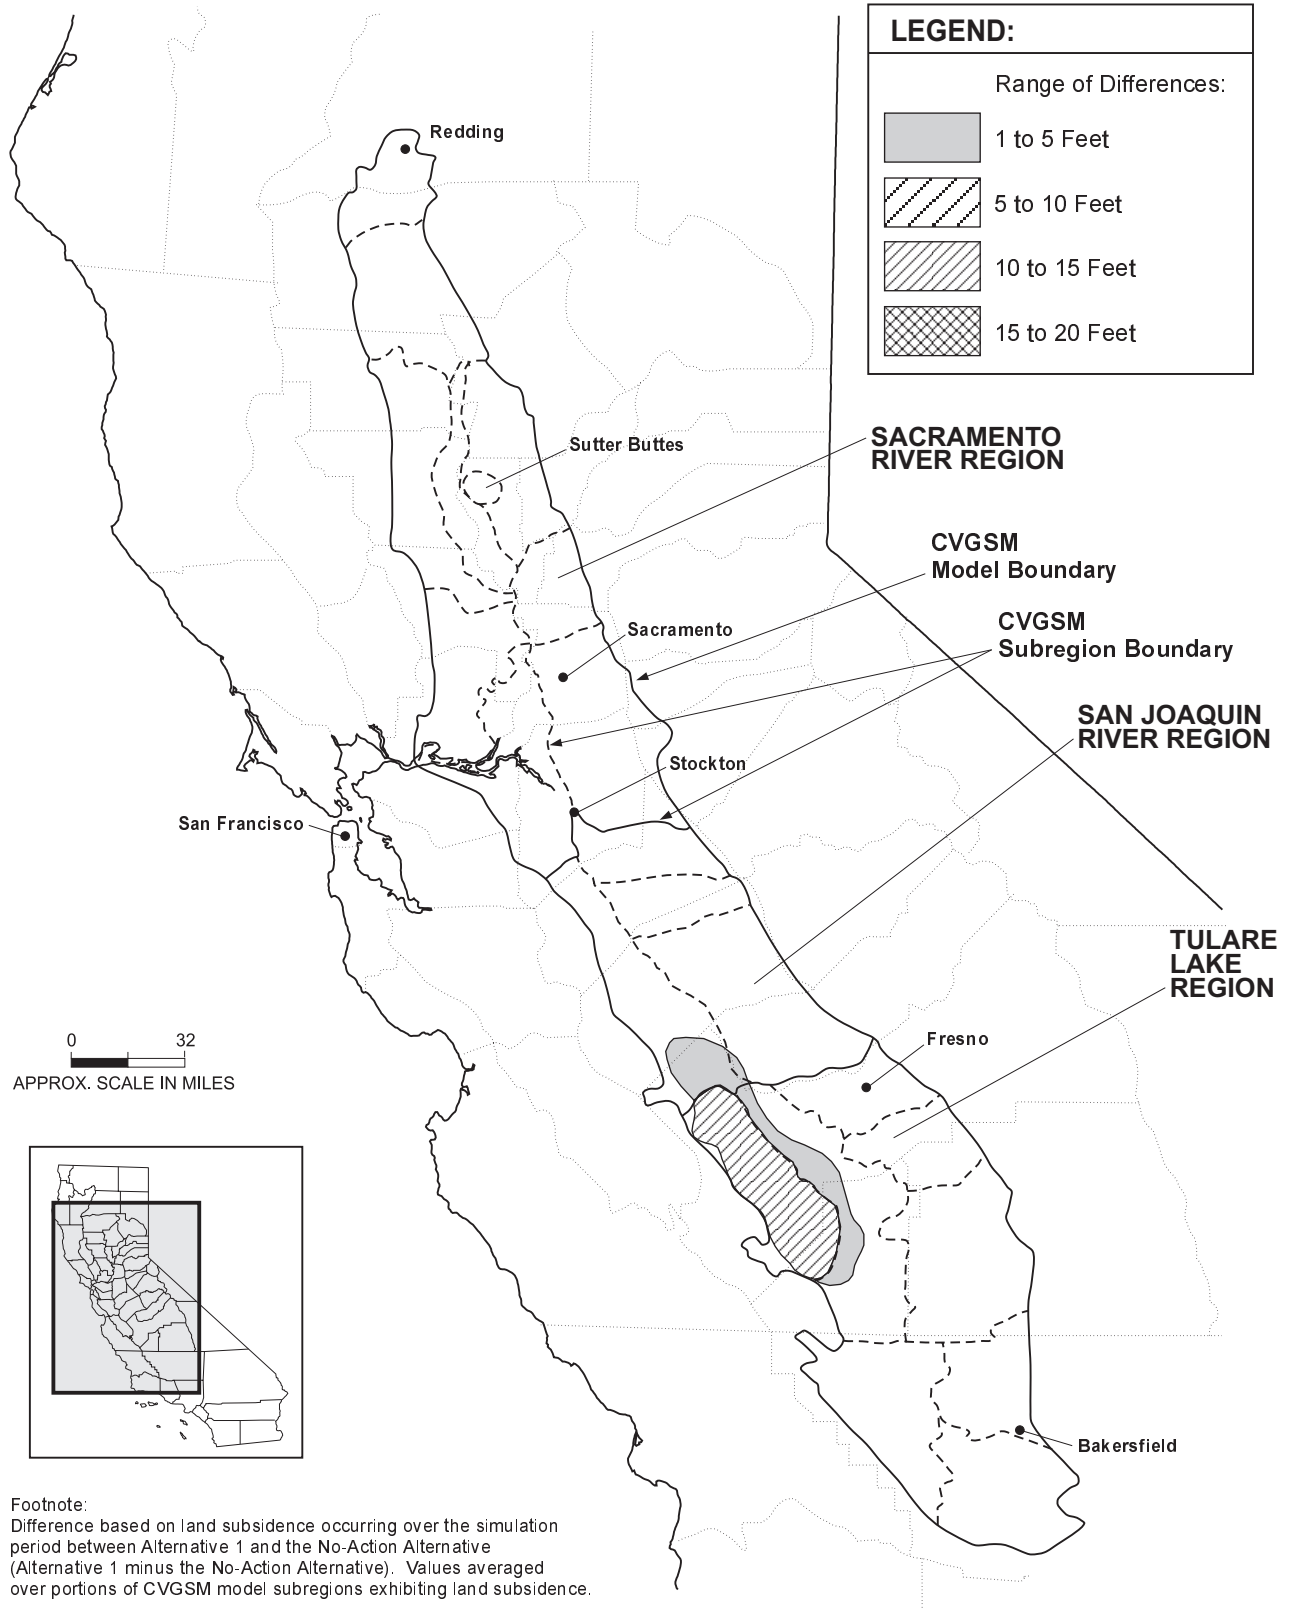 LEGEND:
Range of Differences:
1 to 5 Feet
5 to 10 Feet
10 to 15 Feet
15 to 20 Feet
Redding
Sutter Buttes
SACRAMENTO
RIVER REGION
CVGSM
Model Boundary
CVGSM
Subregion Boundary
Sacramento
SAN JOAQUIN
RIVER REGION
Stockton
San Francisco
TULARE
LAKE
REGION
Fresno
0 32
APPROX. SCALE IN MILES
Bakersfield
Footnote:
Difference based on land subsidence occurring over the simulation
period between Alternative 1 and the No-Action Alternative
(Alternative 1 minus the No-Action Alternative). Values averaged
over portions of CVGSM model subregions exhibiting land subsidence.